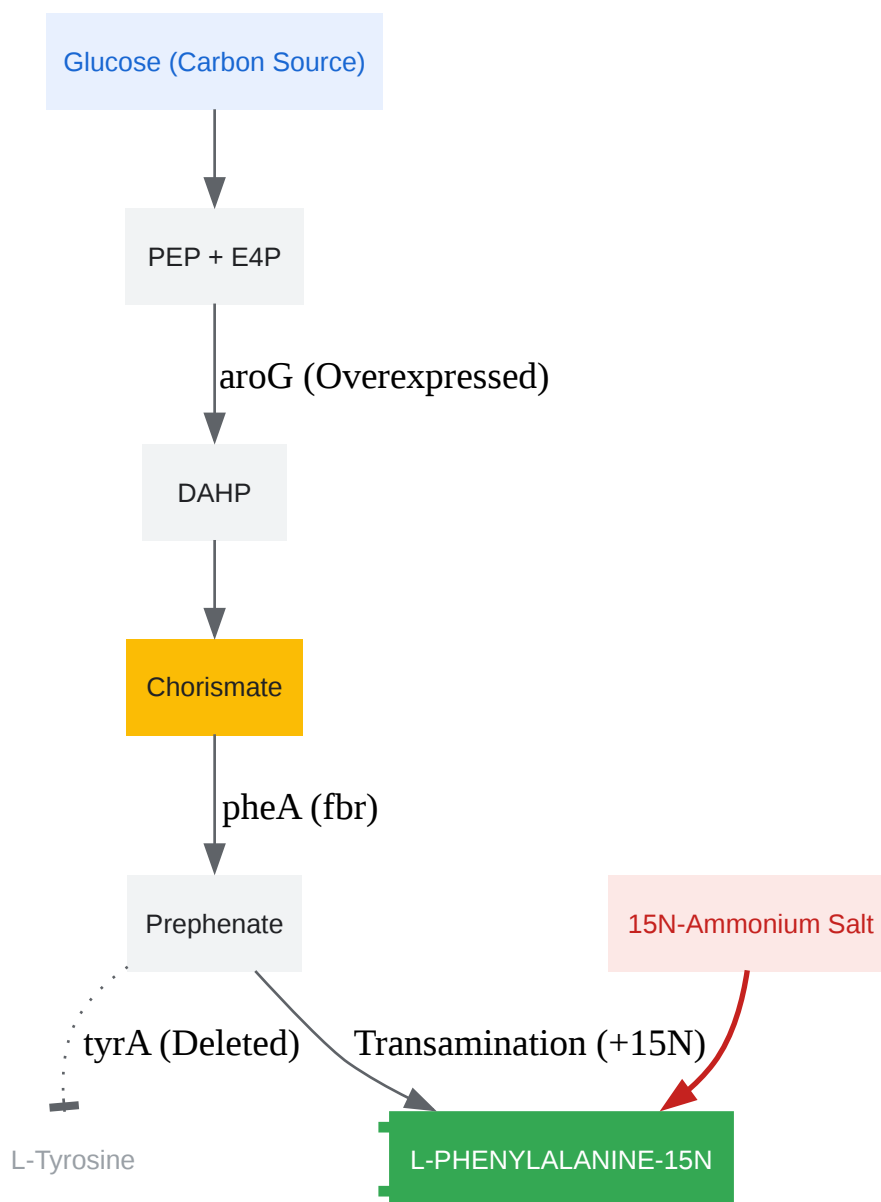 Glucose (Carbon Source)
PEP + E4P
aroG (Overexpressed)
DAHP
Chorismate
pheA (fbr)
Prephenate
15N-Ammonium Salt
tyrA (Deleted)
Transamination (+15N)
L-Tyrosine
L-PHENYLALANINE-15N